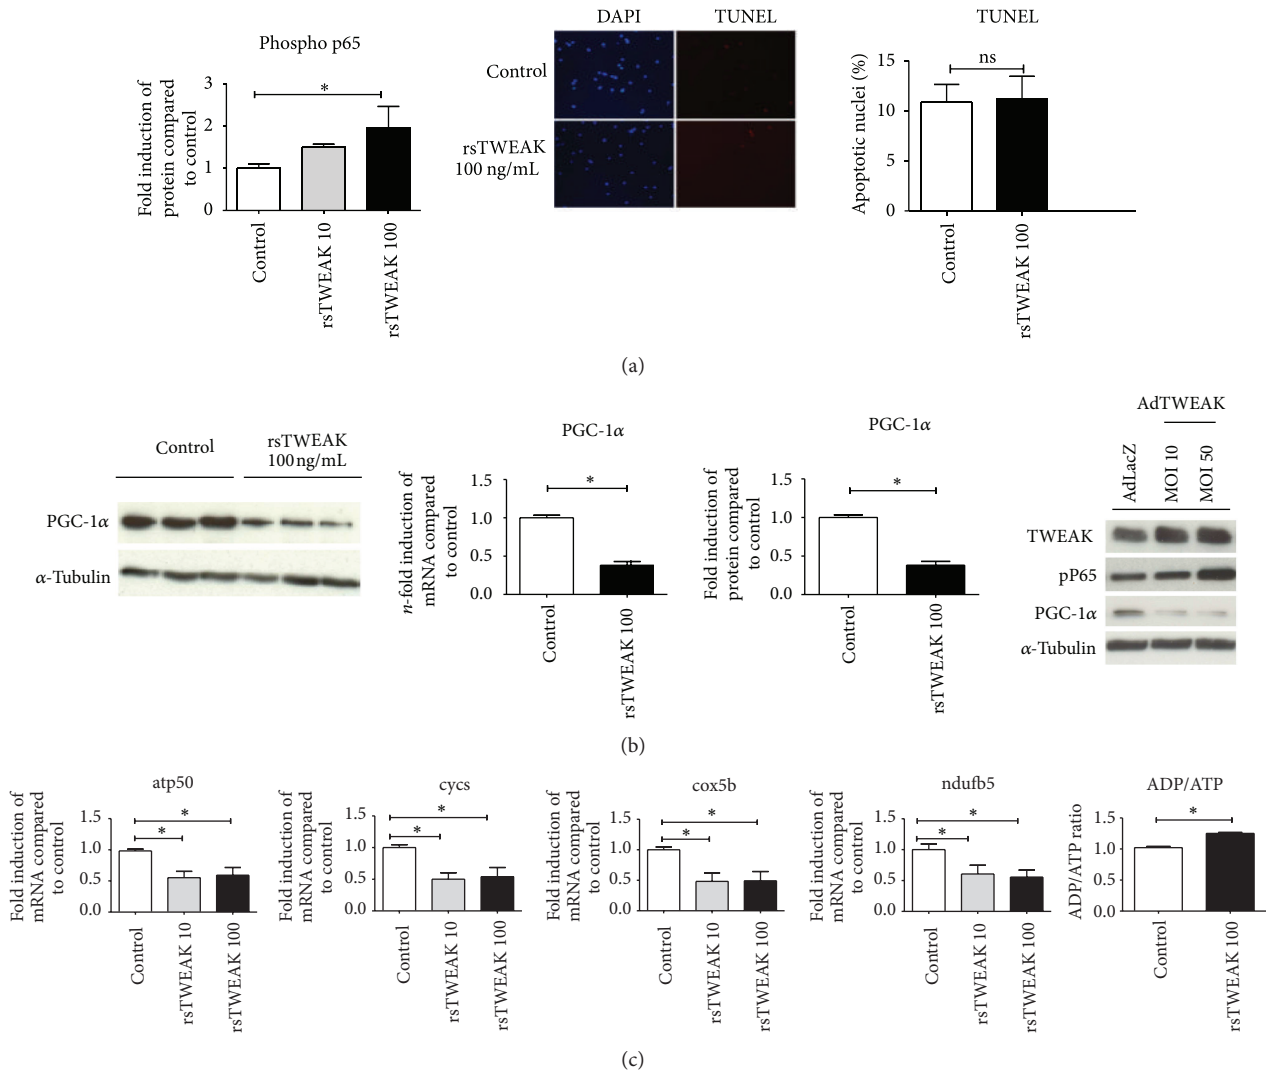 Phospho p65
Fold induction of
protein compared
to control
3
2
1
0
*
Control
rsTWEAK 10
rsTWEAK 100
DAPI
TUNEL
Control
rsTWEAK
100 ng/mL
TUNEL
Apoptotic nuclei (%)
15
10
5
0
ns
Control
rsTWEAK 100
(a)
Control
rsTWEAK
100 ng/mL
PGC-1α
α-Tubulin
PGC-1α
n-fold induction of
mRNA compared
to control
1.5
1.0
0.5
0.0
*
Control
rsTWEAK 100
PGC-1α
Fold induction of
protein compared
to control
1.5
1.0
0.5
0.0
*
Control
rsTWEAK 100
AdTWEAK
AdLacZ
MOI 10
MOI 50
TWEAK
pP65
PGC-1α
α-Tubulin
(b)
atp50
Fold induction of
mRNA compared
to control
1.5
1.0
0.5
0.0
*
*
Control
rsTWEAK 10
rsTWEAK 100
cycs
Fold induction of
mRNA compared
to control
1.5
1.0
0.5
0.0
*
*
Control
rsTWEAK 10
rsTWEAK 100
cox5b
Fold induction of
mRNA compared
to control
1.5
1.0
0.5
0.0
*
*
Control
rsTWEAK 10
rsTWEAK 100
ndufb5
Fold induction of
mRNA compared
to control
1.5
1.0
0.5
0.0
*
*
Control
rsTWEAK 10
rsTWEAK 100
ADP/ATP
ADP/ATP ratio
1.5
1.0
1.5
0.0
*
Control
rsTWEAK 100
(c)